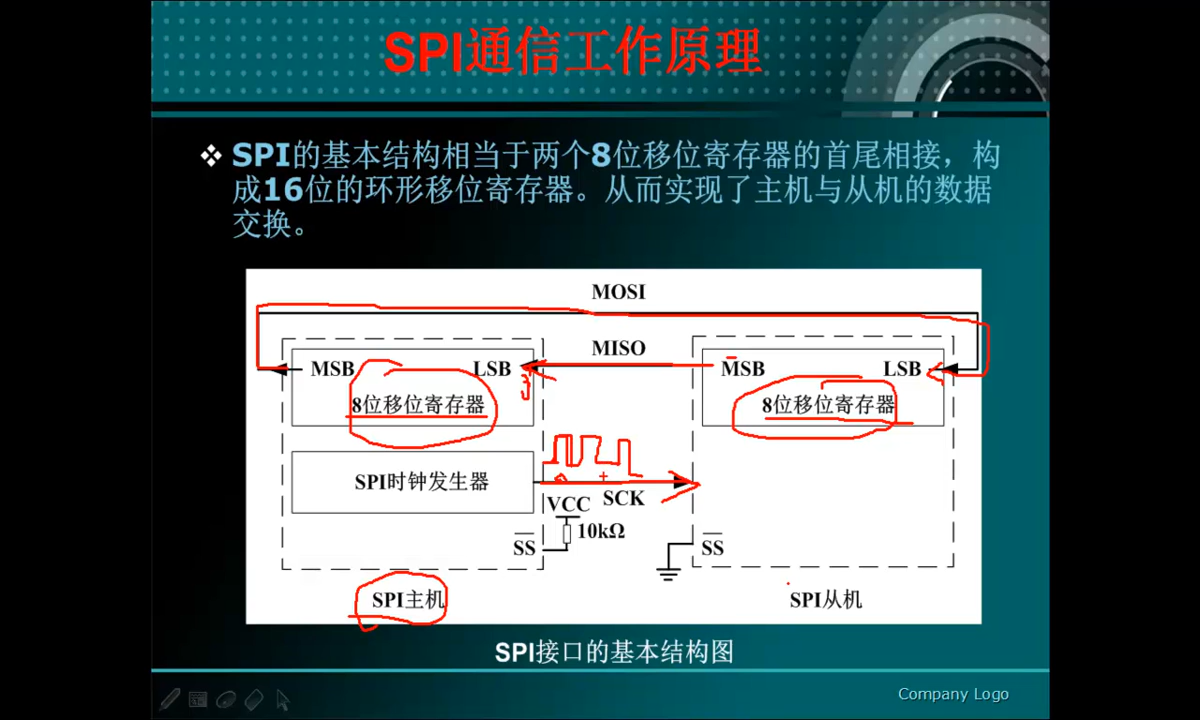 SPI通信工作原理
SPI的基本结构相当于两个8位移位寄存器的首尾相接，构
成16位的环形移位寄存器。从而实现了主机与从机的数据
交换。
MOSI
MISO
MSB LSB
MSB LSB
8位移位寄存器
8位移位寄存器
SPI时钟发生器
VCC
SCK
10kΩ
SS
SS
SPI主机
SPI从机
SPI接口的基本结构图
Company Logo